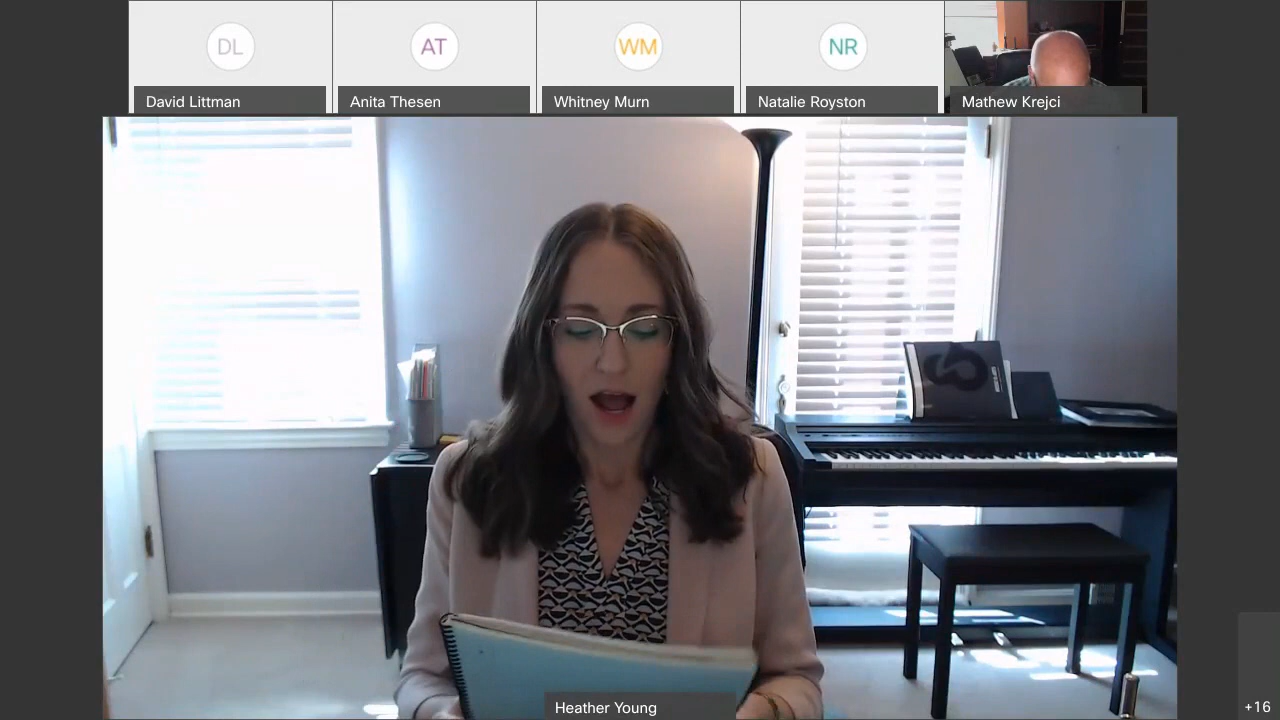 DL
AT
WM
NR
David Littman
Anita Thesen
Whitney Murn
Natalie Royston
Mathew Krejci
Heather Young
+16